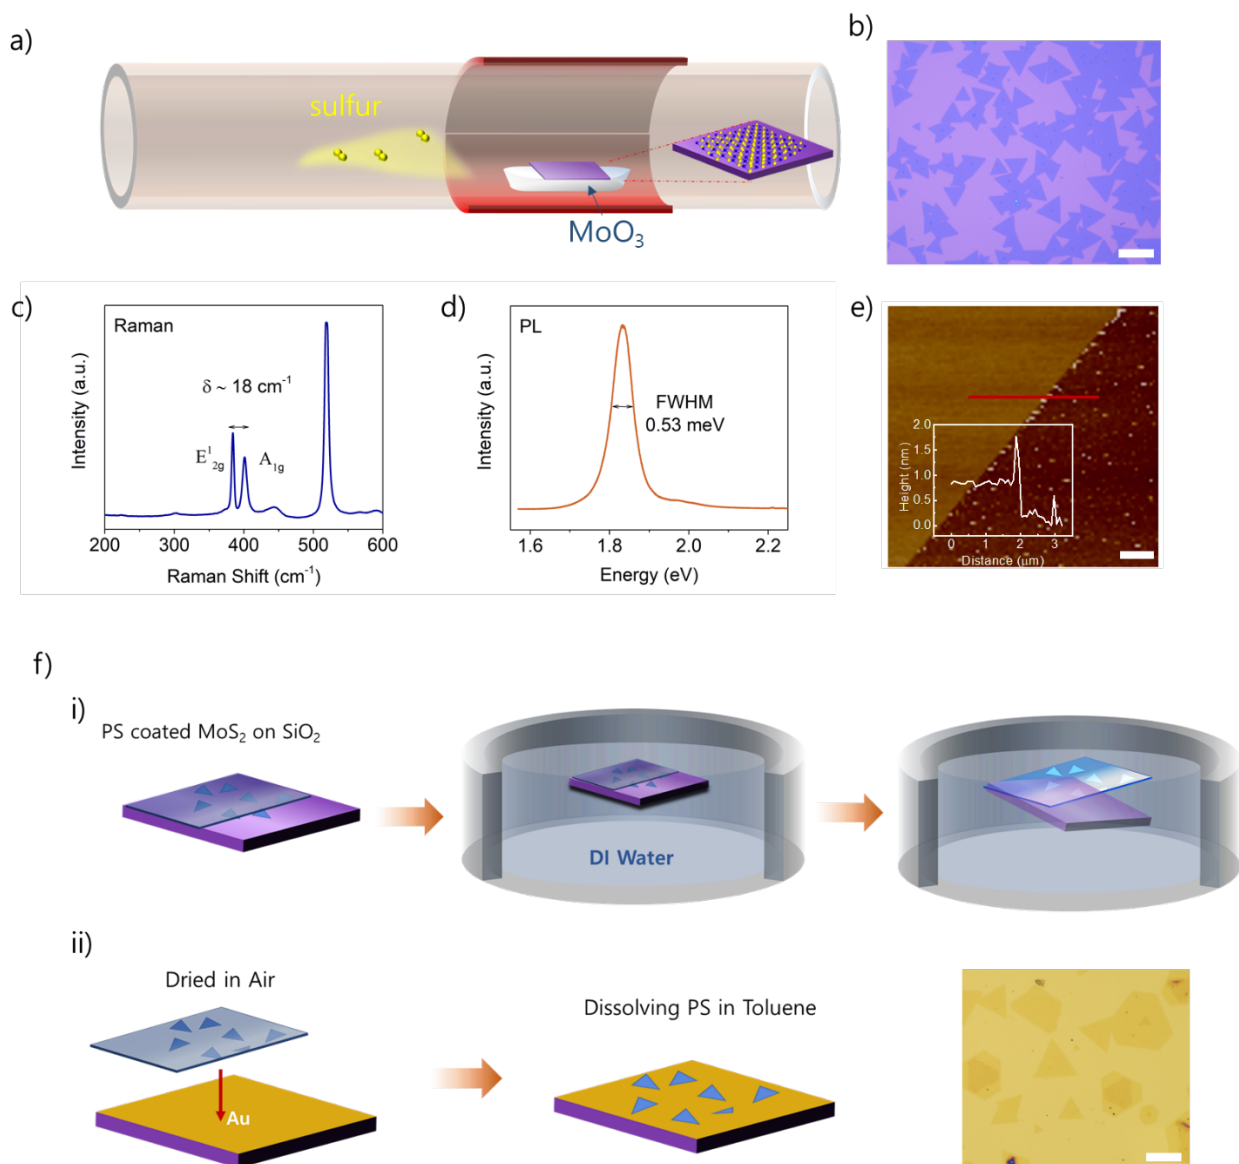 a)
sulfur
MoO₃
b)
c)
Raman
δ ~ 18 cm⁻¹
E¹₂g
A₁g
Intensity (a.u.)
200 300 400 500 600
Raman Shift (cm⁻¹)
d)
PL
FWHM
0.53 meV
Intensity (a.u.)
1.6 1.8 2.0 2.2
Energy (eV)
e)
2.0
1.5
1.0
0.5
0.0
Height (nm)
0 1 2 3
Distance (μm)
f)
i)
PS coated MoS₂ on SiO₂
DI Water
ii)
Dried in Air
Au
Dissolving PS in Toluene